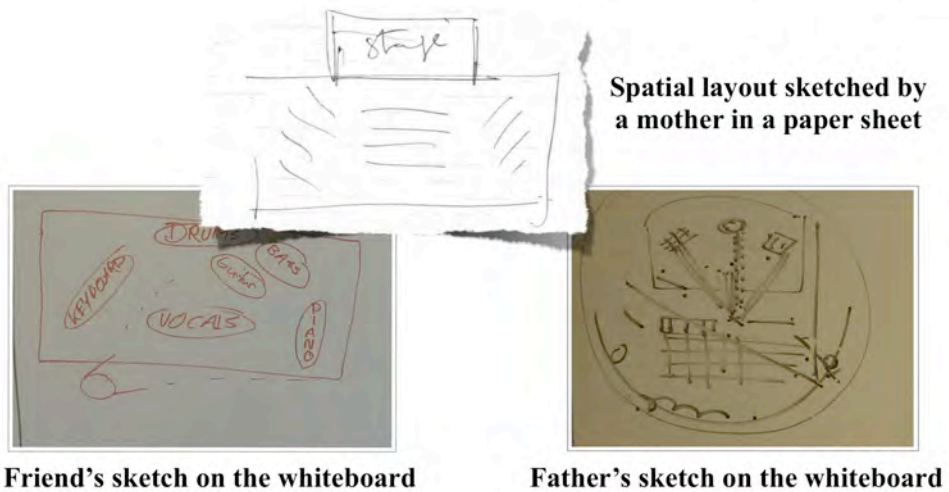 stage
Spatial layout sketched by
a mother in a paper sheet
DRUMS
BASS
Guitar
KEYBOARD
VOCALS
PIANO
Friend's sketch on the whiteboard
Father's sketch on the whiteboard